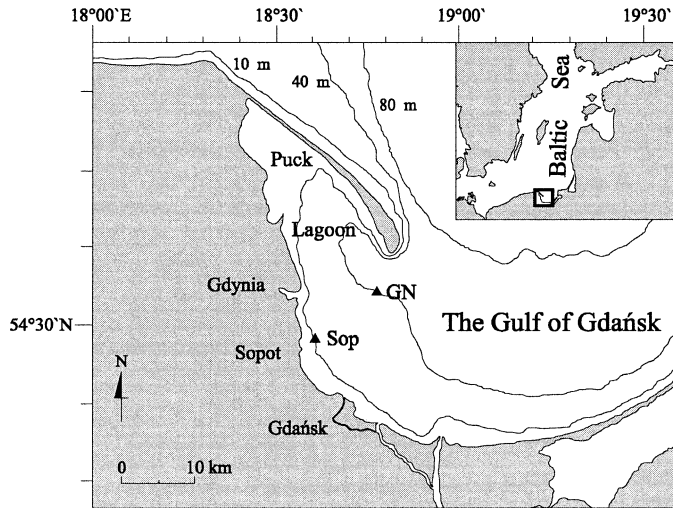 18°00`E
18°30`
19°00`
19°30`
10 m
40 m
80 m
Baltic Sea
Puck
Lagoon
Gdynia
GN
The Gulf of Gdańsk
54°30`N
Sop
Sopot
N
Gdańsk
0 10 km